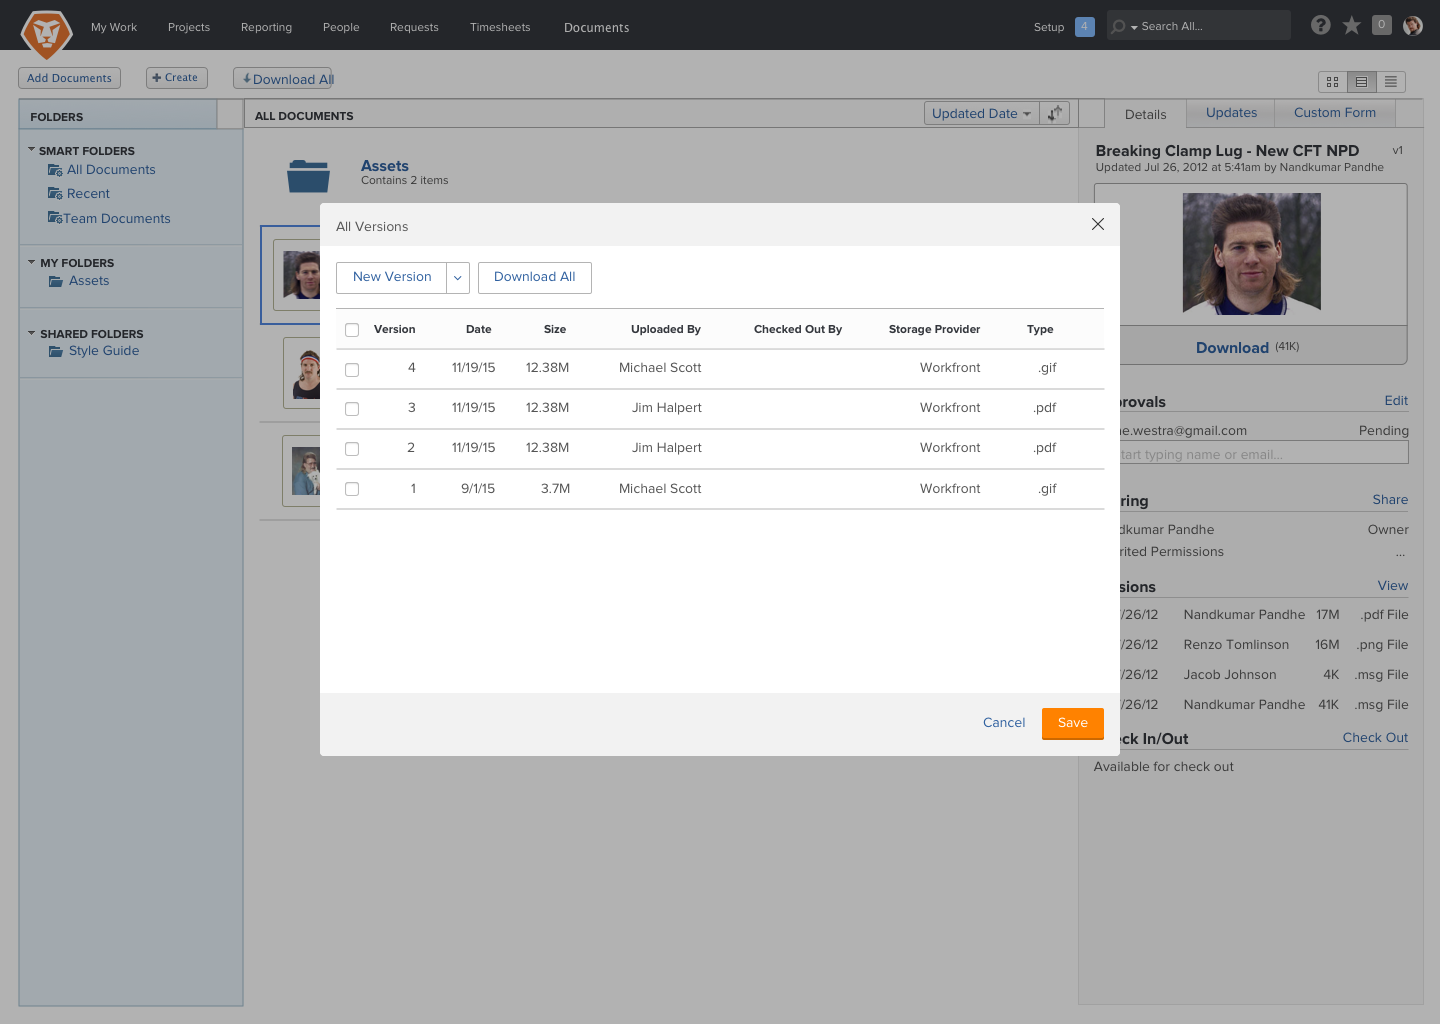 My Work Projects Reporting People Requests Timesheets Documents Setup 4 Search All... ? 0
Add Documents + Create Download All
FOLDERS
SMART FOLDERS
All Documents
Recent
Team Documents
MY FOLDERS
Assets
SHARED FOLDERS
Style Guide
ALL DOCUMENTS Updated Date
Assets
Contains 2 items
Details Updates Custom Form
Breaking Clamp Lug - New CFT NPD v1
Updated Jul 26, 2012 at 5:41am by Nandkumar Pandhe
Download (41K)
rovals Edit
e.westra@gmail.com Pending
tart typing name or email...
ring Share
dkumar Pandhe Owner
rited Permissions ...
sions View
/26/12 Nandkumar Pandhe 17M .pdf File
/26/12 Renzo Tomlinson 16M .png File
/26/12 Jacob Johnson 4K .msg File
/26/12 Nandkumar Pandhe 41K .msg File
ck In/Out Check Out
Available for check out
All Versions
New Version Download All
Version Date Size Uploaded By Checked Out By Storage Provider Type
4 11/19/15 12.38M Michael Scott Workfront .gif
3 11/19/15 12.38M Jim Halpert Workfront .pdf
2 11/19/15 12.38M Jim Halpert Workfront .pdf
1 9/1/15 3.7M Michael Scott Workfront .gif
Cancel Save